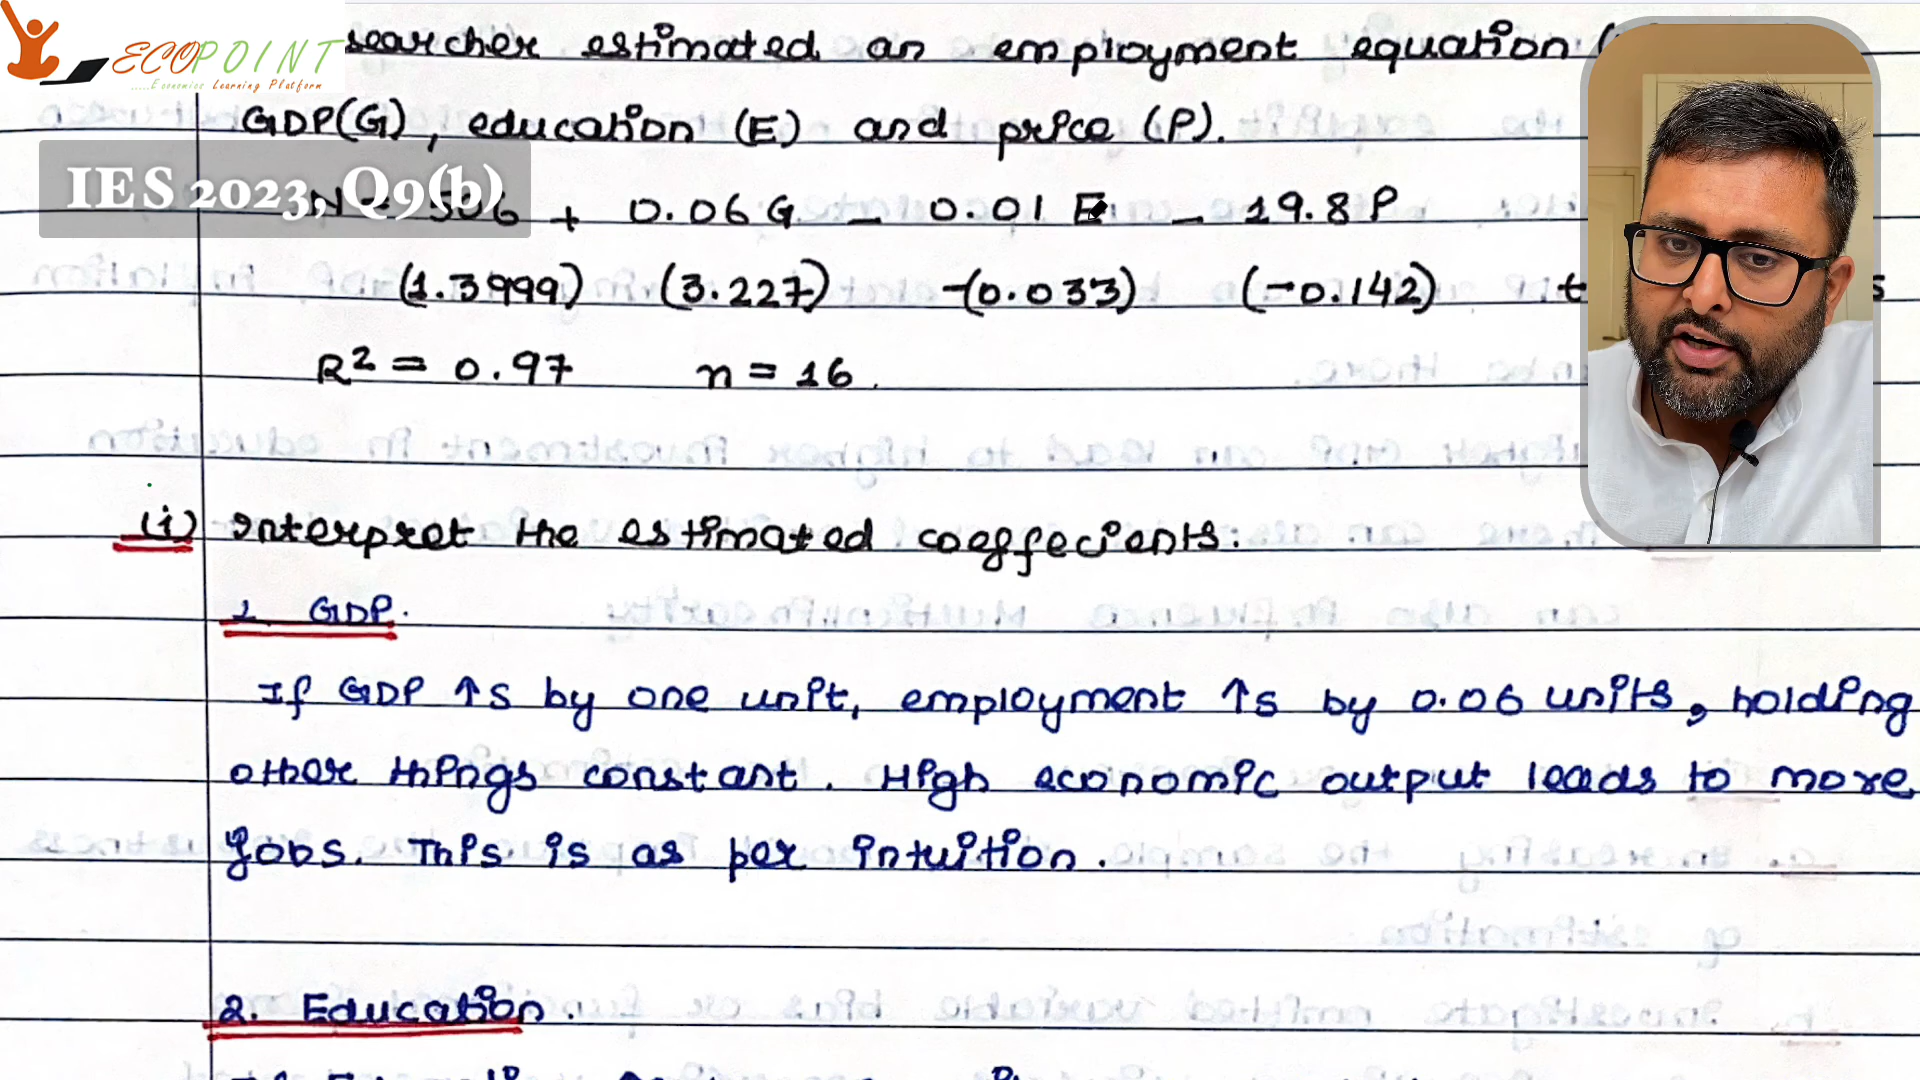 ECOPOINT
.....Economics Learning Platform
searcher estimated an employment equation (
GDP(G), education (E) and price (P).
IES 2023, Q9(b)
N = 506 + 0.06 G - 0.01 E - 19.8 P
(1.3999) (3.227) -(0.033) (-0.142) t
R² = 0.97 n = 16.
(i) Interpret the estimated coeffecients:
1. GDP.
If GDP ↑s by one unit, employment ↑s by 0.06 units, holding
other things constant. High economic output leads to more
jobs. This is as per intuition.
2. Education.